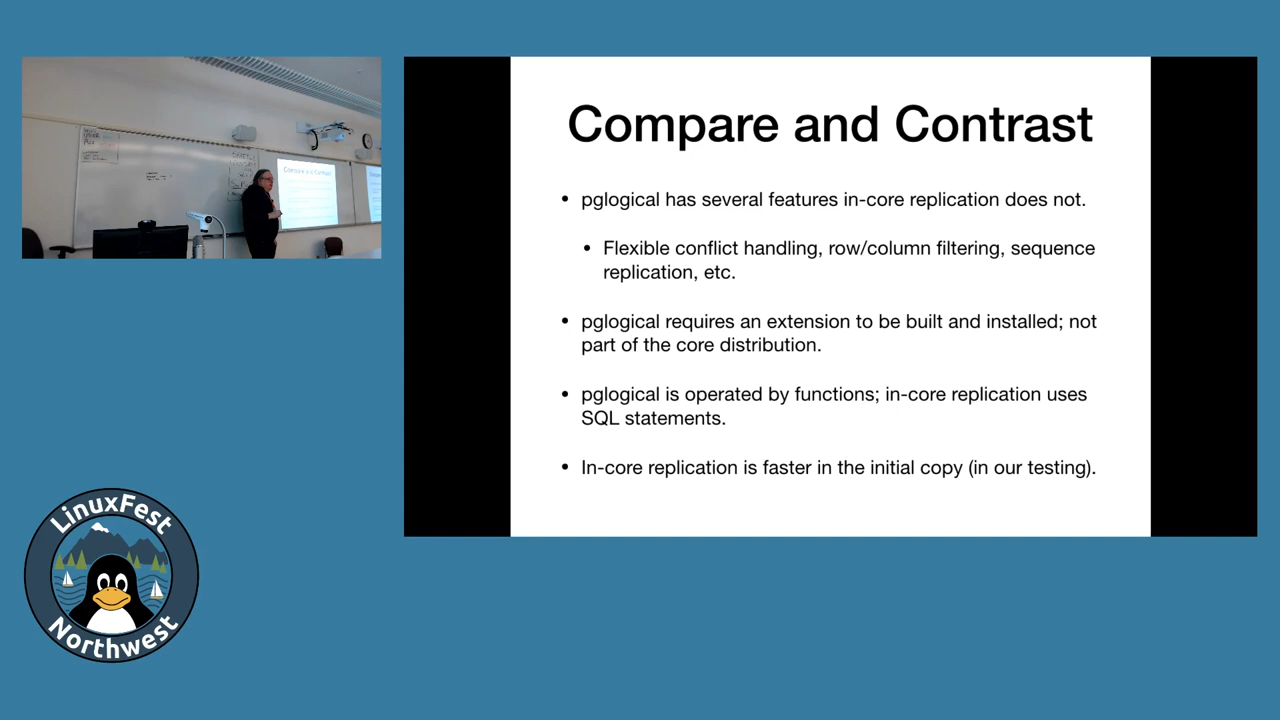 Compare and Contrast
• pglogical has several features in-core replication does not.
• Flexible conflict handling, row/column filtering, sequence
replication, etc.
• pglogical requires an extension to be built and installed; not
part of the core distribution.
• pglogical is operated by functions; in-core replication uses
SQL statements.
• In-core replication is faster in the initial copy (in our testing).
Compare and Contrast
LinuxFest
Northwest